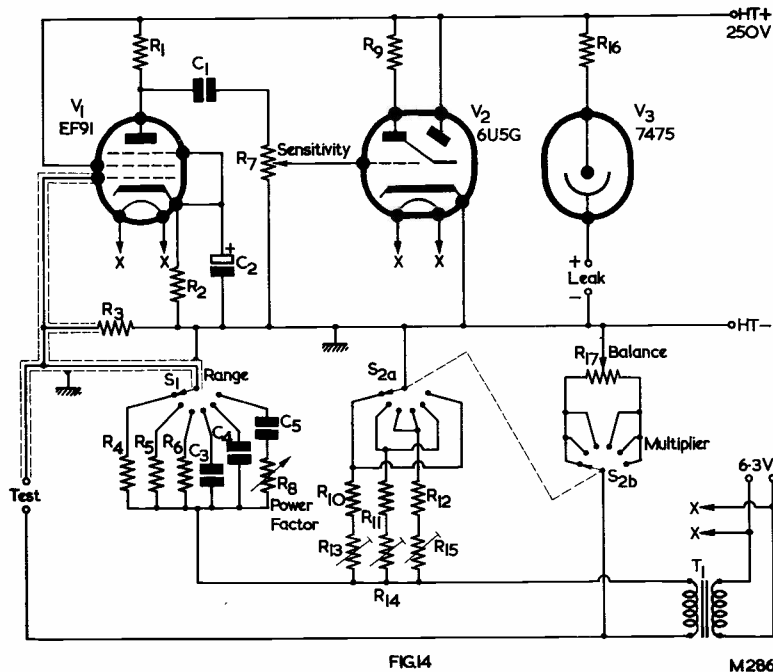 HT+
250V
R1
R9
R16
C1
V1
EF91
V2
6U5G
V3
7475
R7
Sensitivity
X
X
R2
+
C2
X
X
+
Leak
-
R3
HT-
S1
Range
S2a
R17
Balance
R4
R5
R6
C3
C4
C5
R8
Power
Factor
R10
R11
R12
Multiplier
S2b
6·3V
X
X
Test
R13
R14
R15
T1
FIG.14
M286